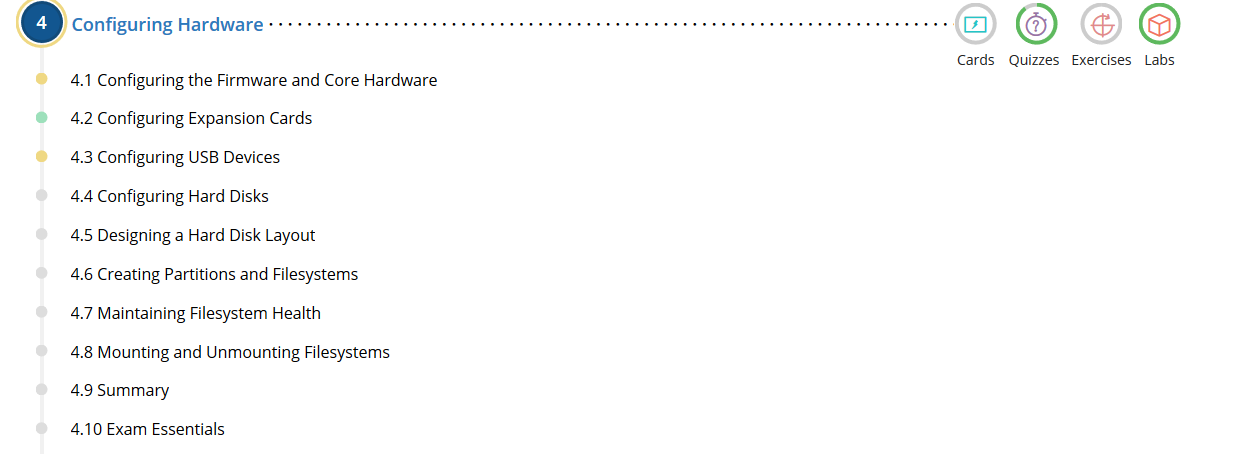 4 Configuring Hardware
Cards Quizzes Exercises Labs
4.1 Configuring the Firmware and Core Hardware
4.2 Configuring Expansion Cards
4.3 Configuring USB Devices
4.4 Configuring Hard Disks
4.5 Designing a Hard Disk Layout
4.6 Creating Partitions and Filesystems
4.7 Maintaining Filesystem Health
4.8 Mounting and Unmounting Filesystems
4.9 Summary
4.10 Exam Essentials